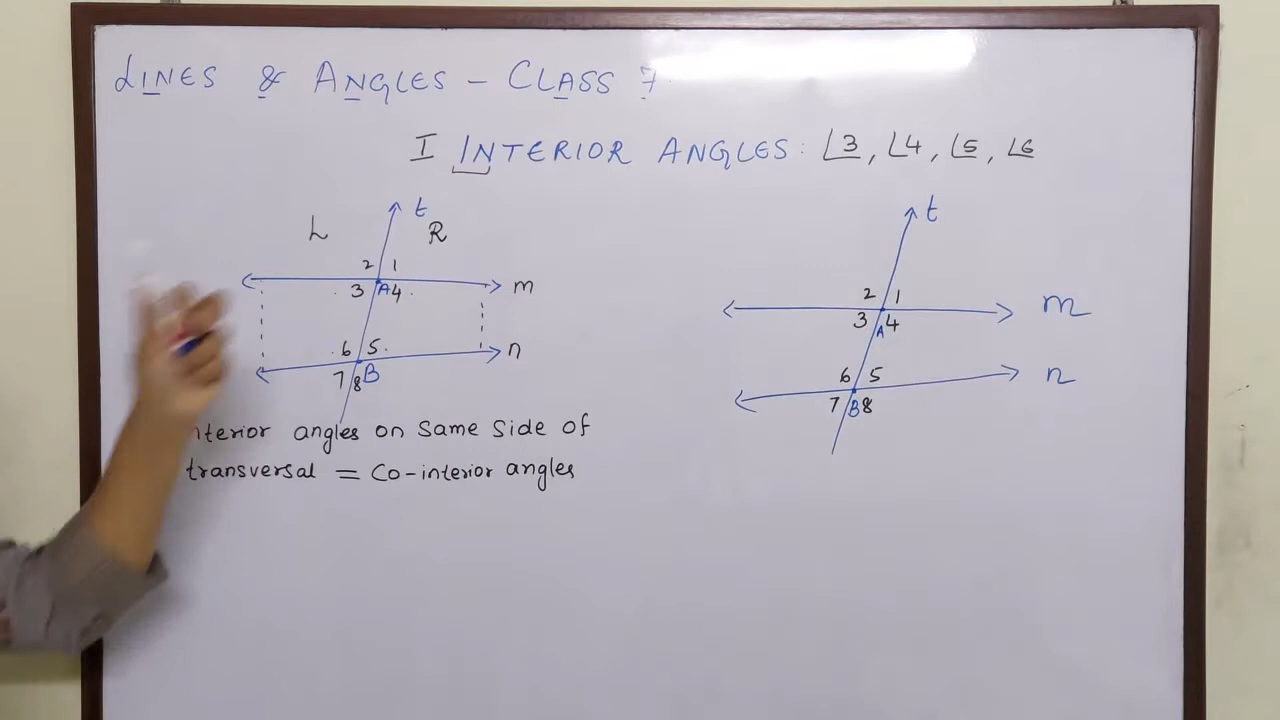 LINES & ANGLES - CLASS 7
I INTERIOR ANGLES: ∠3, ∠4, ∠5, ∠6
t
L R
2 1
3 A 4 m
6 5 n
7 8 B
angles on same side of
transversal = Co-interior angles
t
2 1
3 4 m
A
6 5 n
7 B 8